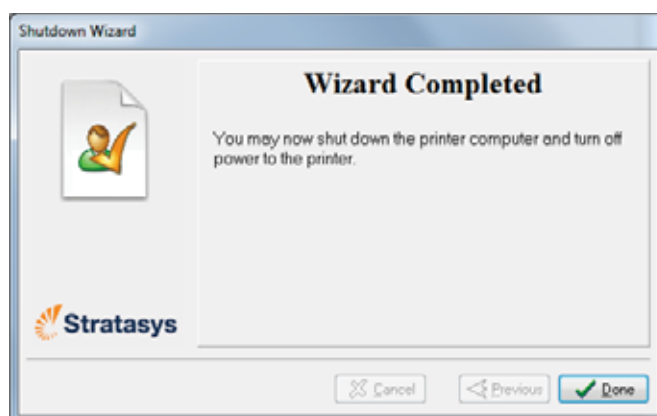 Shutdown Wizard
Wizard Completed
You may now shut down the printer computer and turn off
power to the printer.
Stratasys
Cancel
Previous
Done